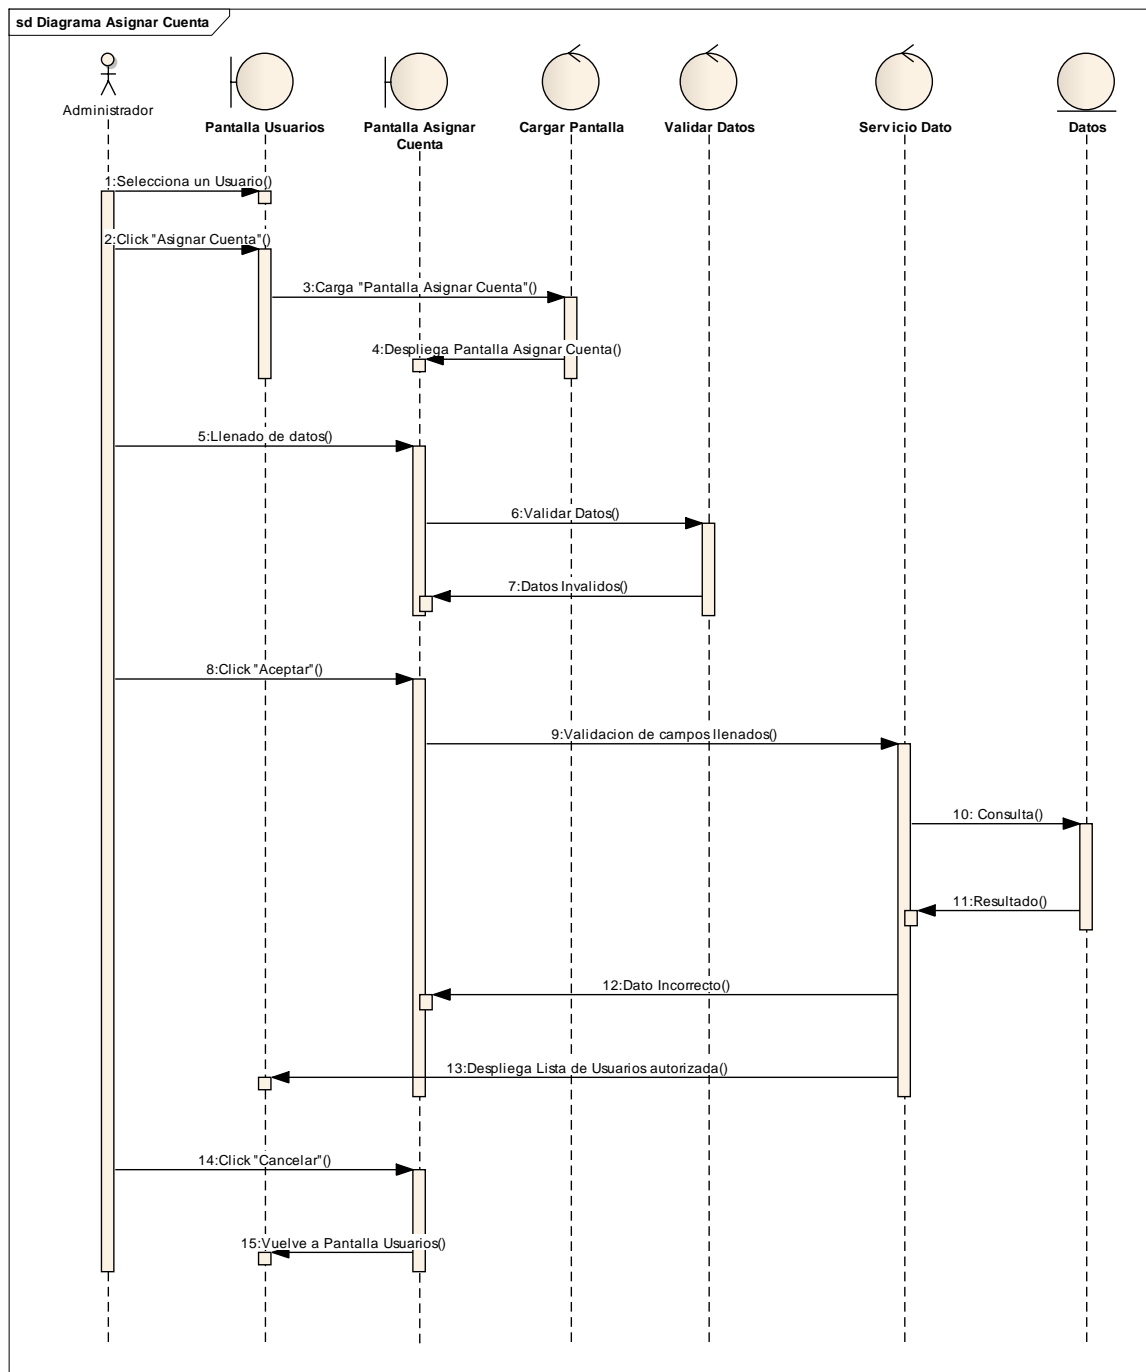 sd Diagrama Asignar Cuenta
Administrador
Pantalla Usuarios
Pantalla Asignar
Cuenta
Cargar Pantalla
Validar Datos
Servicio Dato
Datos
1:Selecciona un Usuario()
2:Click "Asignar Cuenta"()
3:Carga "Pantalla Asignar Cuenta"()
4:Despliega Pantalla Asignar Cuenta()
5:Llenado de datos()
6:Validar Datos()
7:Datos Invalidos()
8:Click "Aceptar"()
9:Validacion de campos llenados()
10: Consulta()
11:Resultado()
12:Dato Incorrecto()
13:Despliega Lista de Usuarios autorizada()
14:Click "Cancelar"()
15:Vuelve a Pantalla Usuarios()